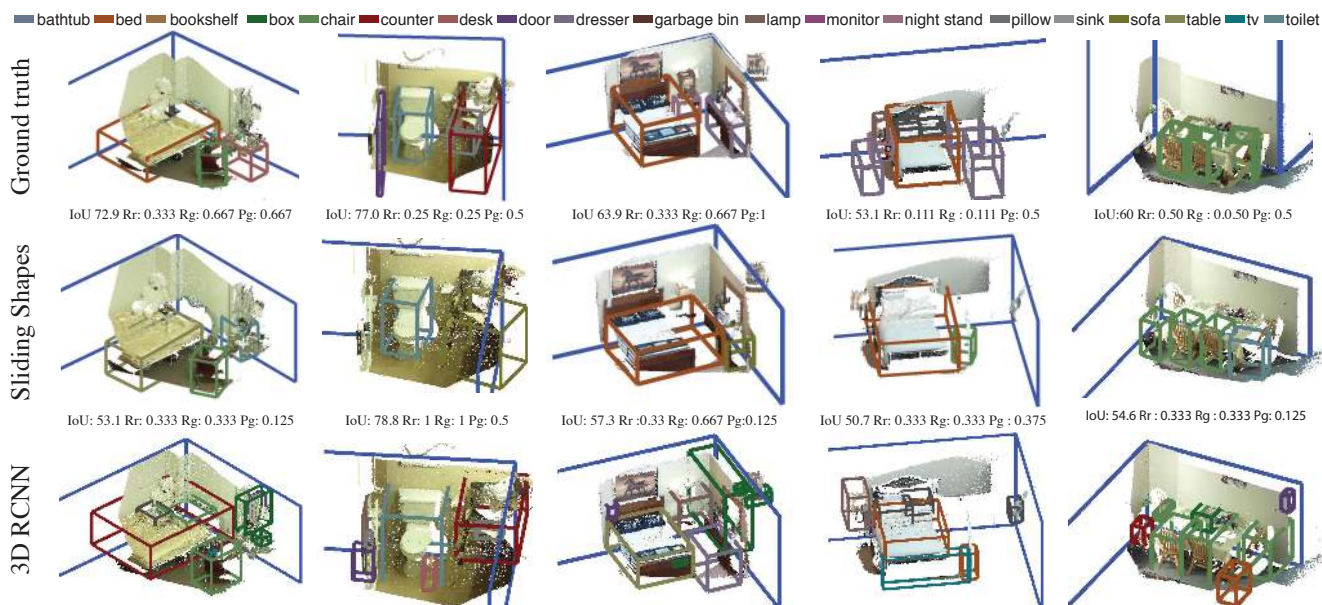 bathtub bed bookshelf box chair counter desk door dresser garbage bin lamp monitor night stand pillow sink sofa table tv toilet
Ground truth
IoU 72.9 Rr: 0.333 Rg: 0.667 Pg: 0.667
IoU: 77.0 Rr: 0.25 Rg: 0.25 Pg: 0.5
IoU 63.9 Rr: 0.333 Rg: 0.667 Pg:1
IoU: 53.1 Rr: 0.111 Rg : 0.111 Pg: 0.5
IoU:60 Rr: 0.50 Rg : 0.0.50 Pg: 0.5
Sliding Shapes
IoU: 53.1 Rr: 0.333 Rg: 0.333 Pg: 0.125
IoU: 78.8 Rr: 1 Rg: 1 Pg: 0.5
IoU: 57.3 Rr :0.33 Rg: 0.667 Pg:0.125
IoU 50.7 Rr: 0.333 Rg: 0.333 Pg : 0.375
IoU: 54.6 Rr : 0.333 Rg : 0.333 Pg: 0.125
3D RCNN